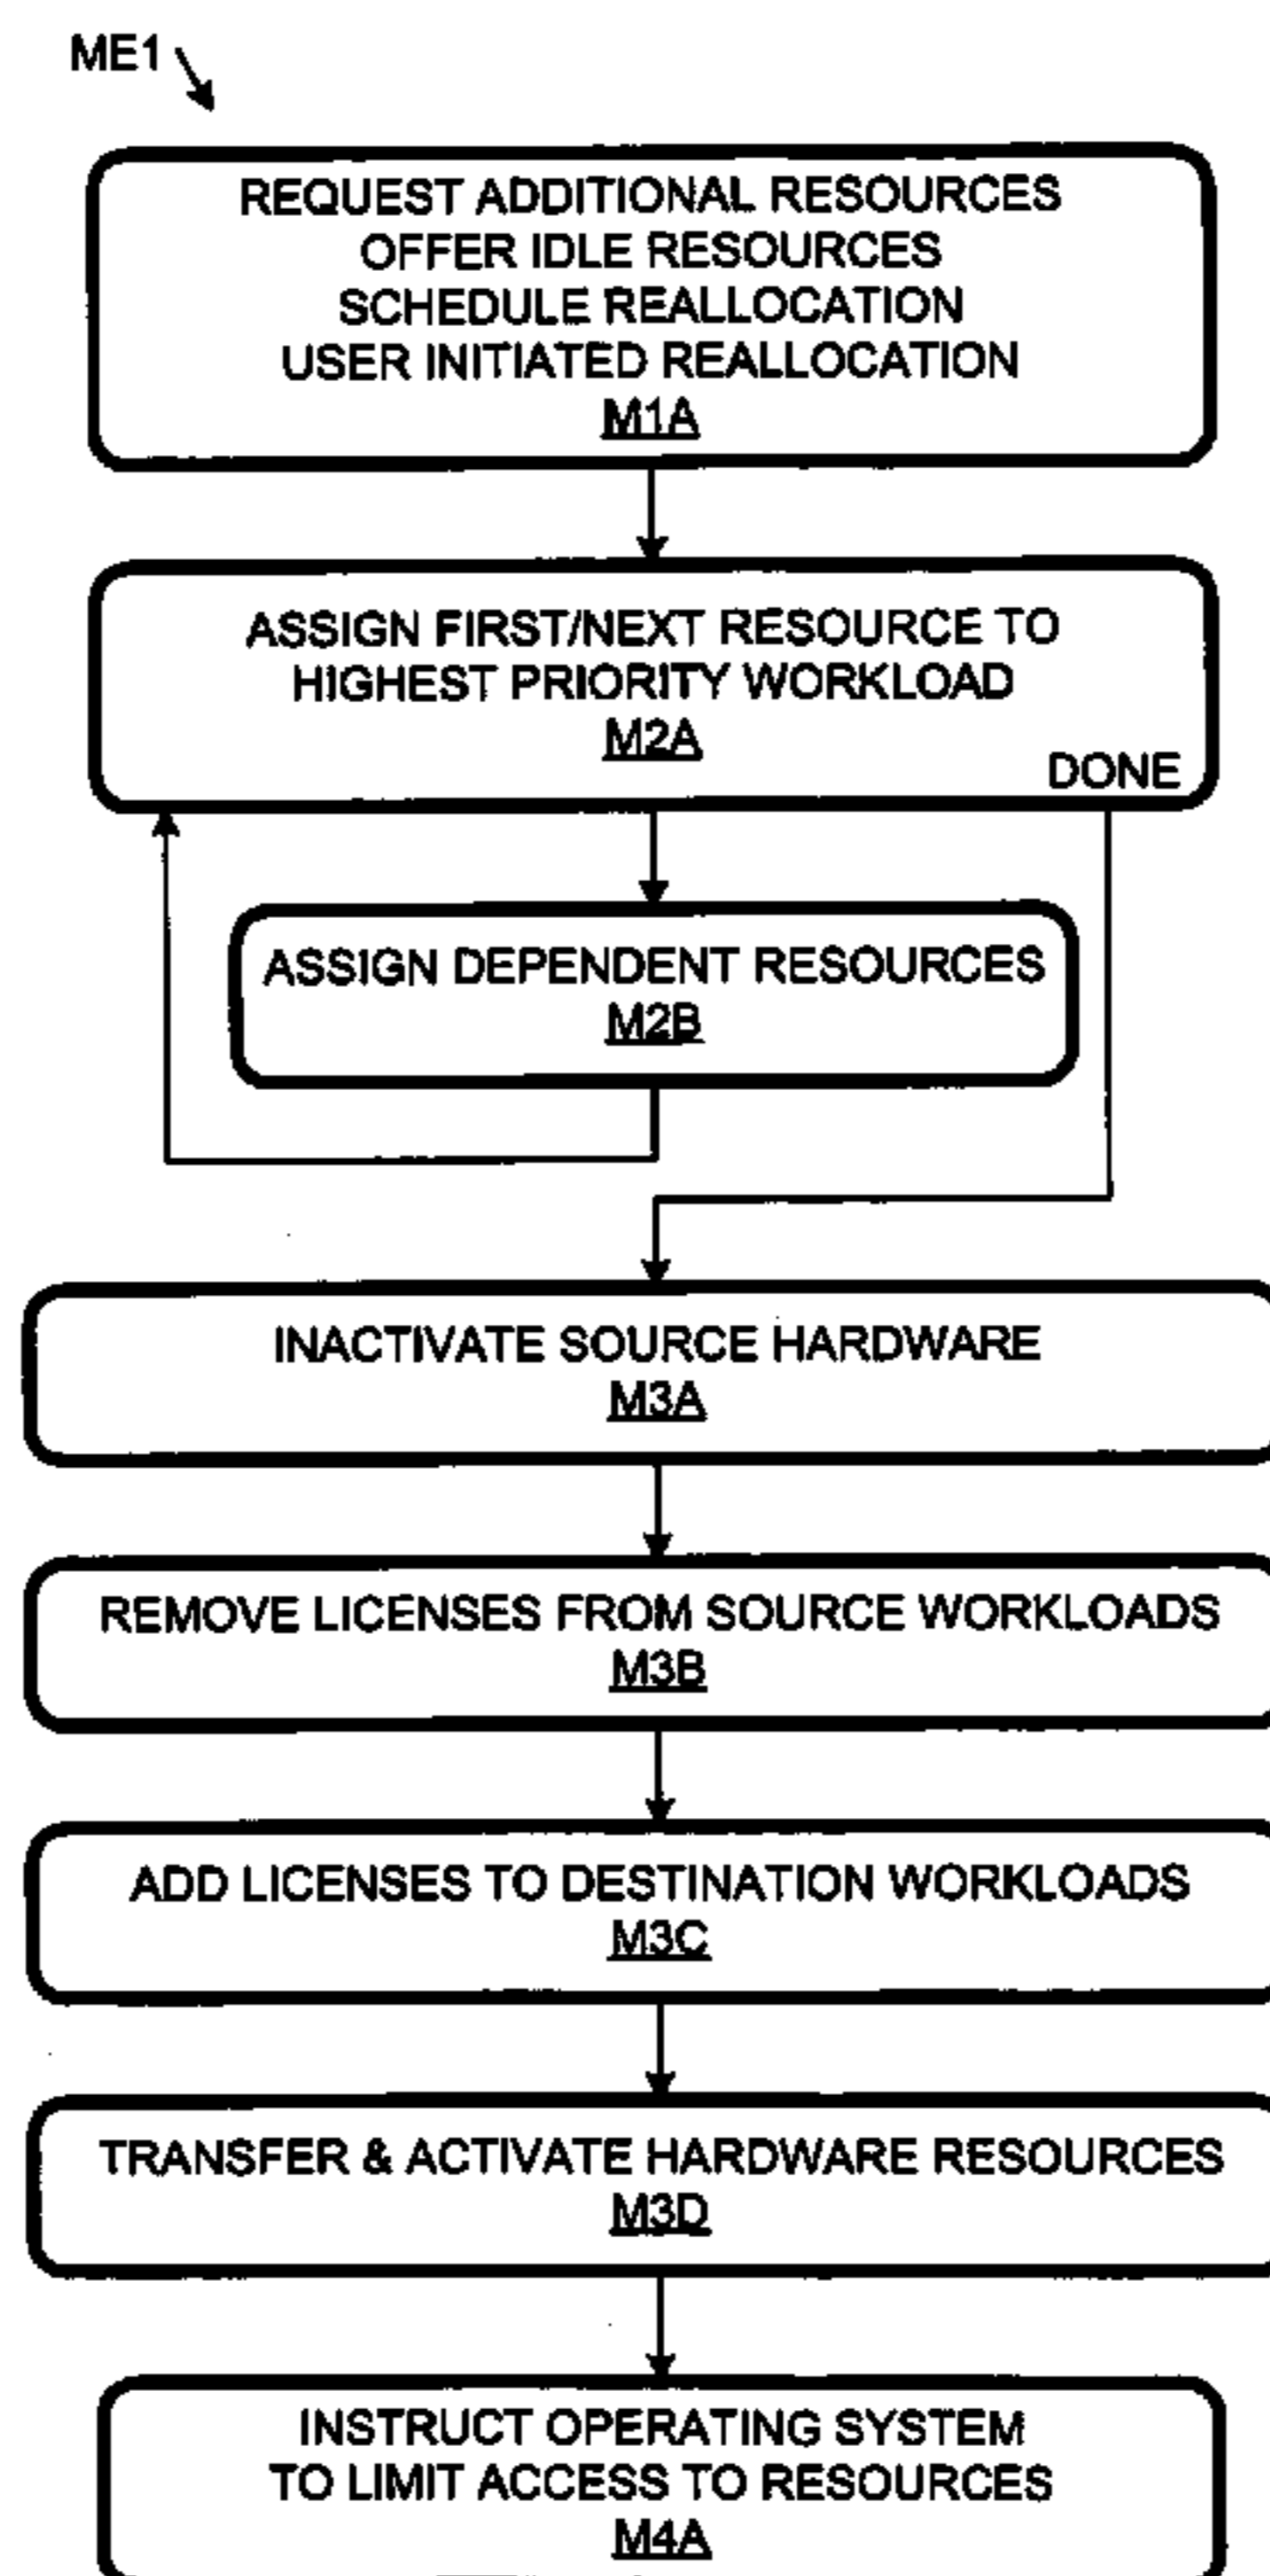 ME1
REQUEST ADDITIONAL RESOURCES
OFFER IDLE RESOURCES
SCHEDULE REALLOCATION
USER INITIATED REALLOCATION
M1A
ASSIGN FIRST/NEXT RESOURCE TO
HIGHEST PRIORITY WORKLOAD
M2A
DONE
ASSIGN DEPENDENT RESOURCES
M2B
INACTIVATE SOURCE HARDWARE
M3A
REMOVE LICENSES FROM SOURCE WORKLOADS
M3B
ADD LICENSES TO DESTINATION WORKLOADS
M3C
TRANSFER & ACTIVATE HARDWARE RESOURCES
M3D
INSTRUCT OPERATING SYSTEM
TO LIMIT ACCESS TO RESOURCES
M4A